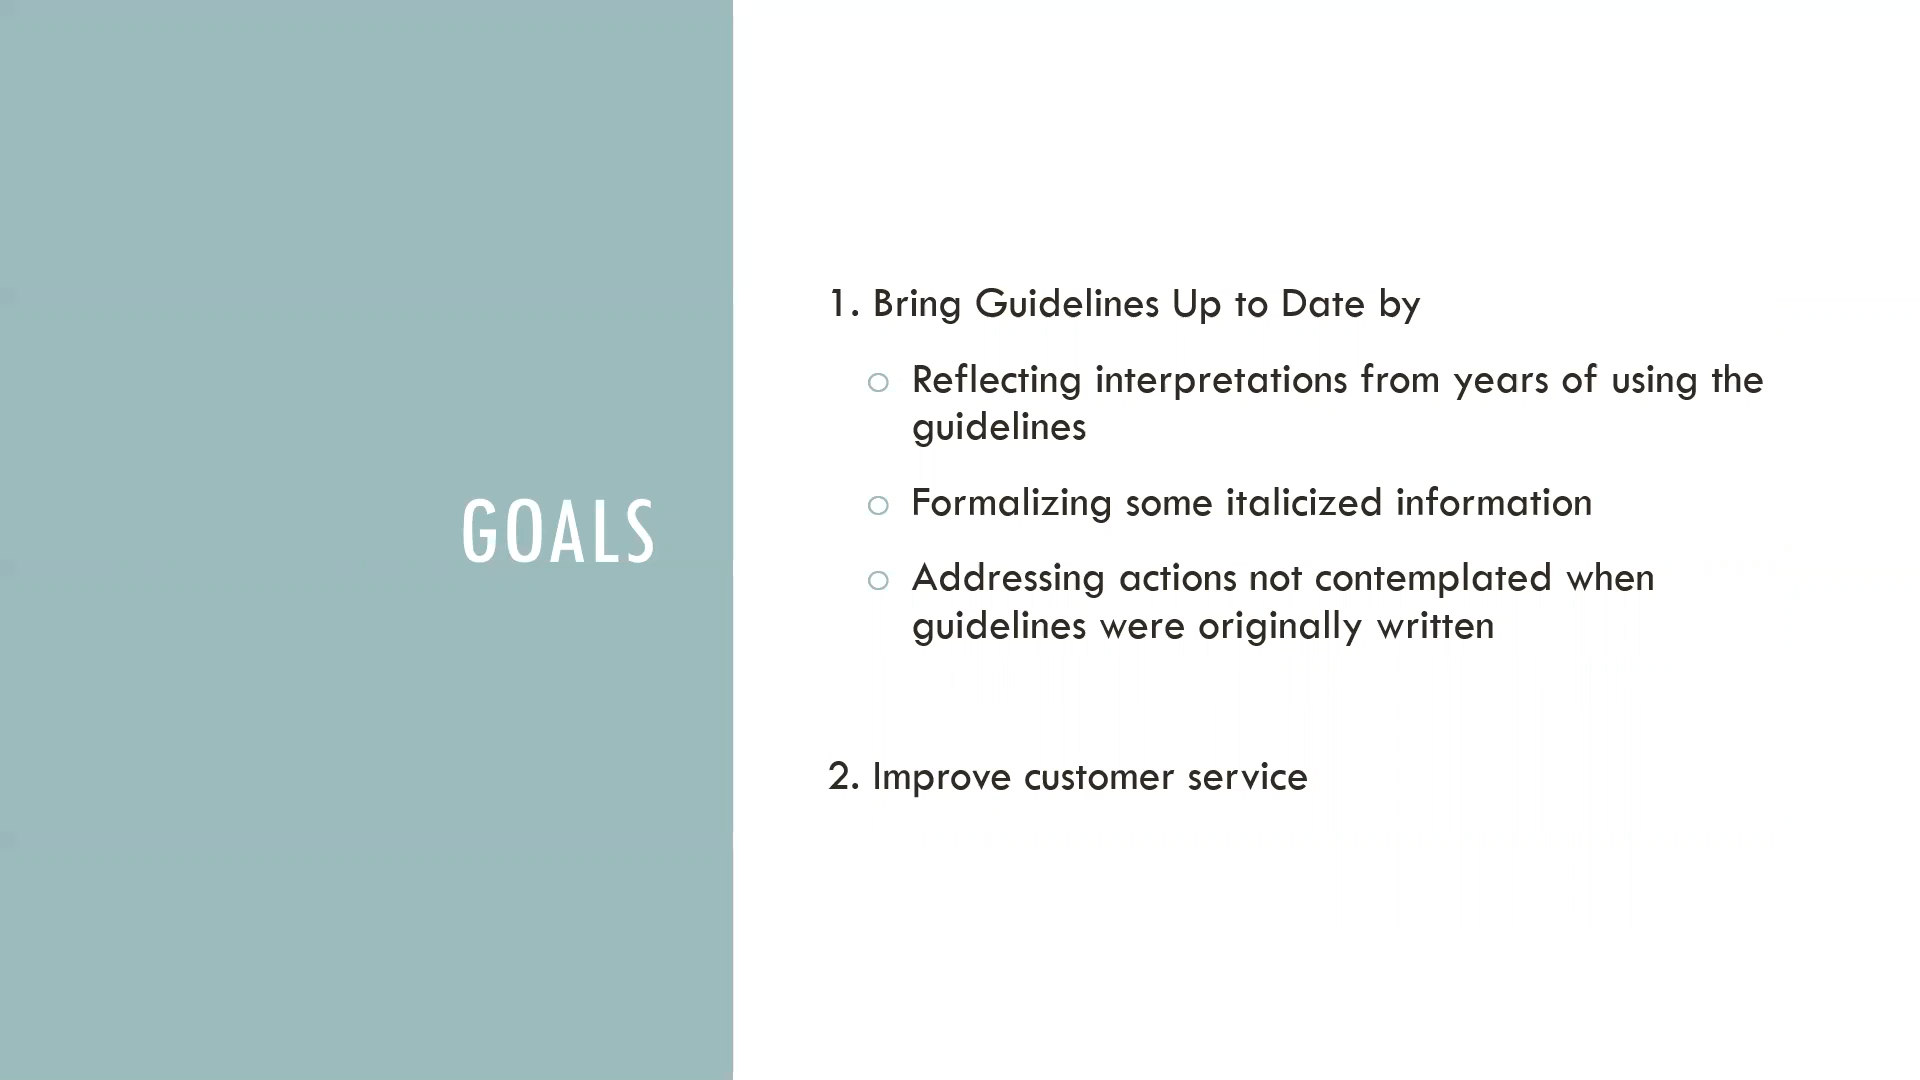 GOALS
1. Bring Guidelines Up to Date by
○ Reflecting interpretations from years of using the
guidelines
○ Formalizing some italicized information
○ Addressing actions not contemplated when
guidelines were originally written
2. Improve customer service